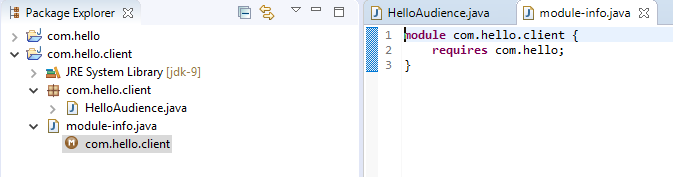 Package Explorer
com.hello
com.hello.client
JRE System Library [jdk-9]
com.hello.client
HelloAudience.java
module-info.java
com.hello.client
HelloAudience.java
module-info.java
1 module com.hello.client {
2     requires com.hello;
3 }